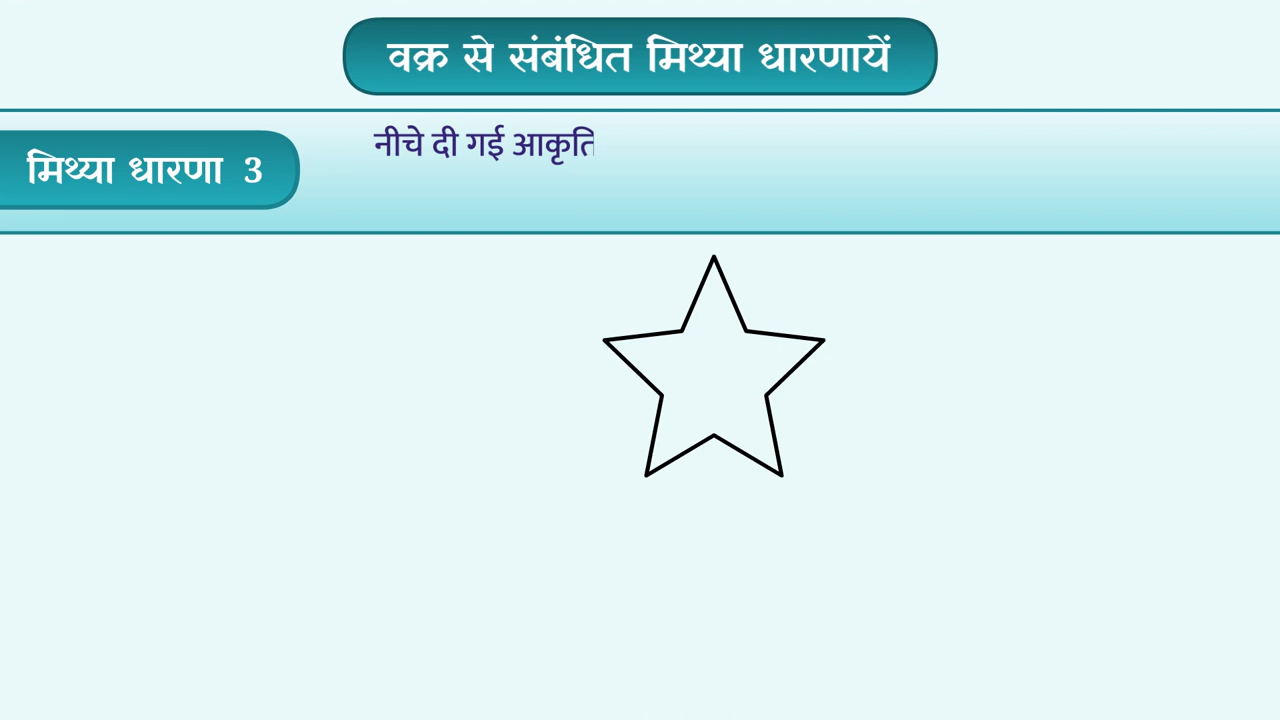 वक्र से संबंधित मिथ्या धारणायें
नीचे दी गई आकृति
मिथ्या धारणा 3